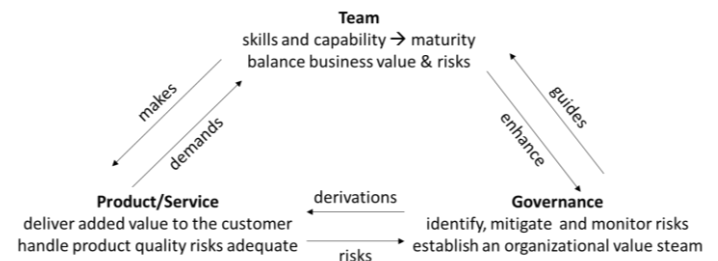 Team
skills and capability → maturity
balance business value & risks
makes
demands
guides
enhance
Product/Service
deliver added value to the customer
handle product quality risks adequate
derivations
risks
Governance
identify, mitigate and monitor risks
establish an organizational value steam